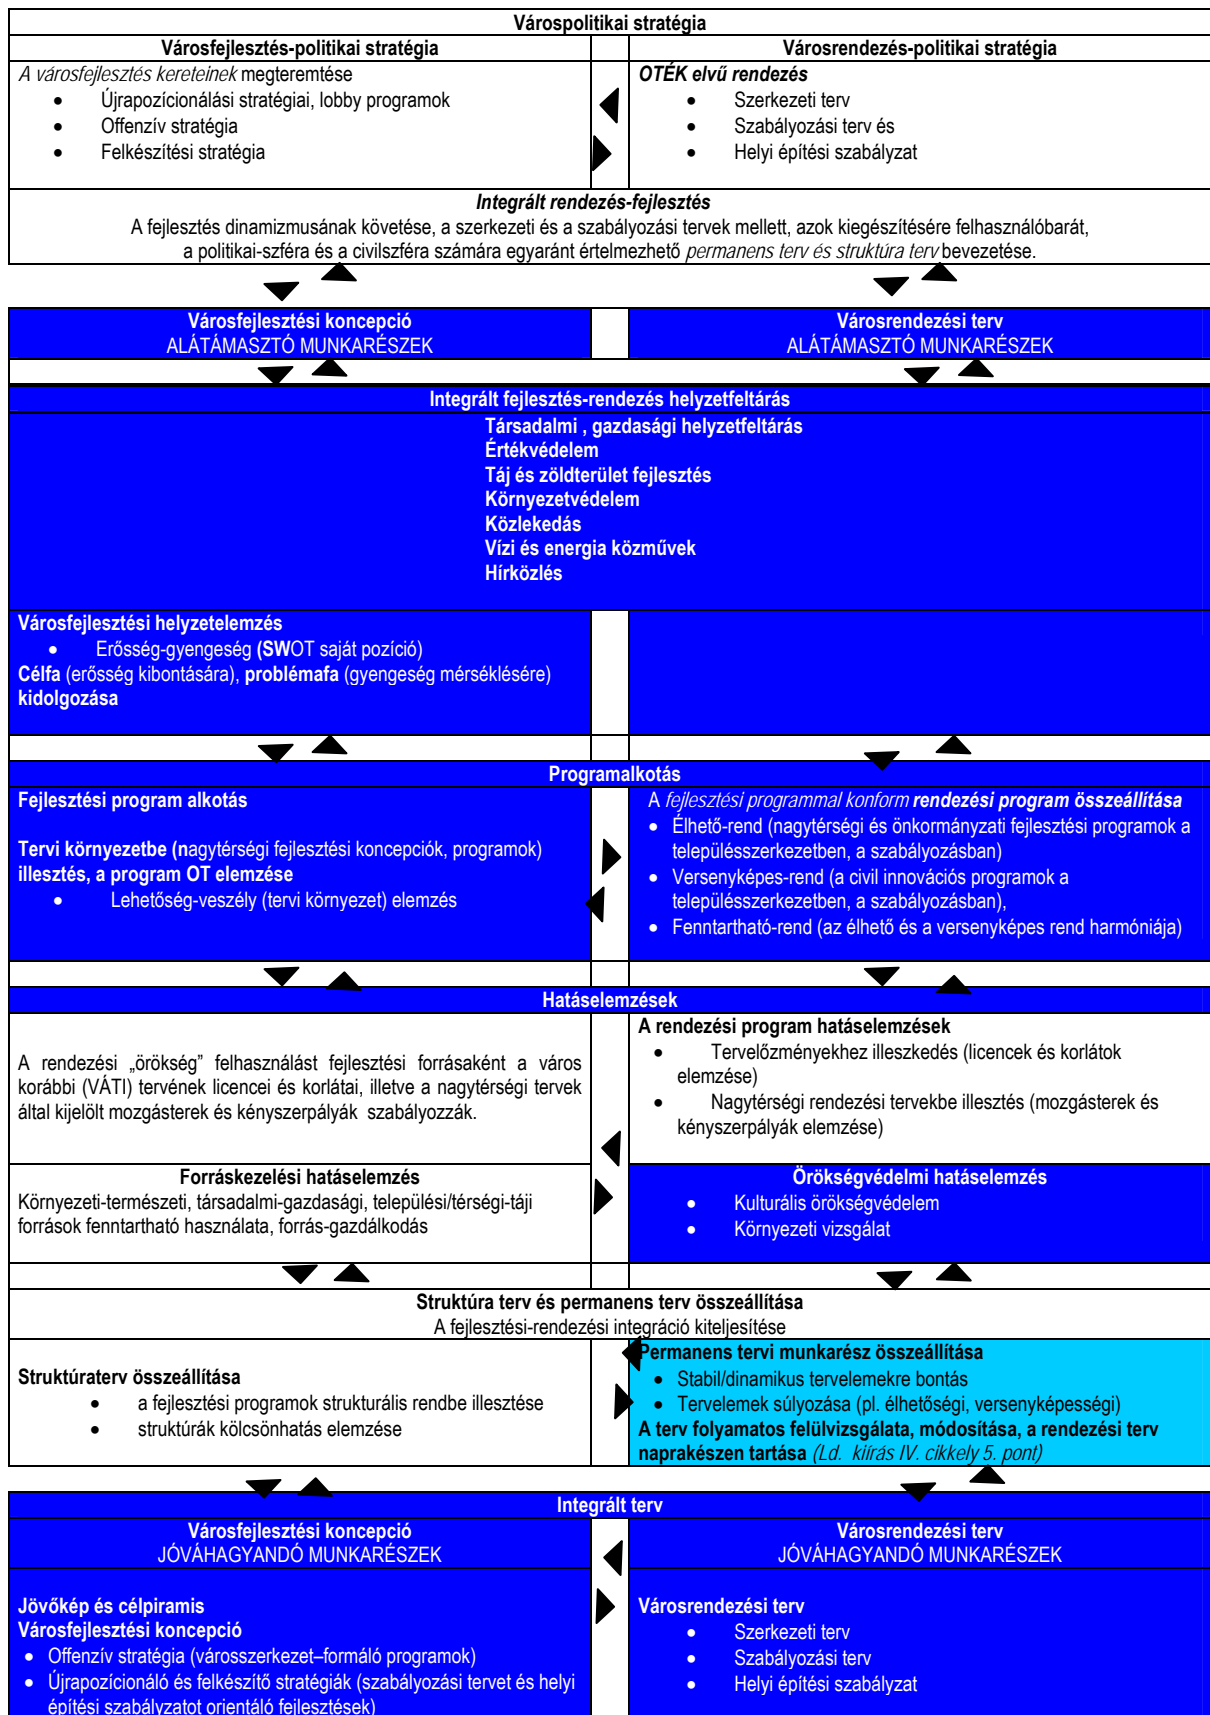 Várospolitikai stratégia
Városfejlesztés-politikai stratégia
Városrendezés-politikai stratégia
A városfejlesztés kereteinek megteremtése
• Újrapozícionálási stratégiai, lobby programok
• Offenzív stratégia
• Felkészítési stratégia
OTÉK elvű rendezés
• Szerkezeti terv
• Szabályozási terv és
• Helyi építési szabályzat
Integrált rendezés-fejlesztés
A fejlesztés dinamizmusának követése, a szerkezeti és a szabályozási tervek mellett, azok kiegészítésére felhasználóbarát,
a politikai-szféra és a civilszféra számára egyaránt értelmezhető permanens terv és struktúra terv bevezetése.
Városfejlesztési koncepció
ALÁTÁMASZTÓ MUNKARÉSZEK
Városrendezési terv
ALÁTÁMASZTÓ MUNKARÉSZEK
Integrált fejlesztés-rendezés helyzetfeltárás
Társadalmi , gazdasági helyzetfeltárás
Értékvédelem
Táj és zöldterület fejlesztés
Környezetvédelem
Közlekedás
Vízi és energia közművek
Hírközlés
Városfejlesztési helyzetelemzés
• Erősség-gyengeség (SWOT saját pozíció)
Célfa (erősség kibontására), problémafa (gyengeség mérséklésére)
kidolgozása
Programalkotás
Fejlesztési program alkotás
Tervi környezetbe (nagytérségi fejlesztési koncepciók, programok)
illesztés, a program OT elemzése
• Lehetőség-veszély (tervi környezet) elemzés
A fejlesztési programmal konform rendezési program összeállítása
• Élhető-rend (nagytérségi és önkormányzati fejlesztési programok a
településszerkezetben, a szabályozásban)
• Versenyképes-rend (a civil innovációs programok a
településszerkezetben, a szabályozásban),
• Fenntartható-rend (az élhető és a versenyképes rend harmóniája)
Hatáselemzések
A rendezési „örökség” felhasználást fejlesztési forrásaként a város
korábbi (VÁTI) tervének licencei és korlátai, illetve a nagytérségi tervek
által kijelölt mozgásterek és kényszerpályák szabályozzák.
A rendezési program hatáselemzések
• Tervelőzményekhez illeszkedés (licencek és korlátok
elemzése)
• Nagytérségi rendezési tervekbe illesztés (mozgásterek és
kényszerpályák elemzése)
Forráskezelési hatáselemzés
Környezeti-természeti, társadalmi-gazdasági, települési/térségi-táji
források fenntartható használata, forrás-gazdálkodás
Örökségvédelmi hatáselemzés
• Kulturális örökségvédelem
• Környezeti vizsgálat
Struktúra terv és permanens terv összeállítása
A fejlesztési-rendezési integráció kiteljesítése
Struktúraterv összeállítása
• a fejlesztési programok strukturális rendbe illesztése
• struktúrák kölcsönhatás elemzése
Permanens tervi munkarész összeállítása
• Stabil/dinamikus tervelemekre bontás
• Tervelemek súlyozása (pl. élhetőségi, versenyképességi)
A terv folyamatos felülvizsgálata, módosítása, a rendezési terv
naprakészen tartása (Ld. kiírás IV. cikkely 5. pont)
Integrált terv
Városfejlesztési koncepció
JÓVÁHAGYANDÓ MUNKARÉSZEK
Városrendezési terv
JÓVÁHAGYANDÓ MUNKARÉSZEK
Jövőkép és célpiramis
Városfejlesztési koncepció
• Offenzív stratégia (városszerkezet–formáló programok)
• Újrapozícionáló és felkészítő stratégiák (szabályozási tervet és helyi
építési szabályzatot orientáló fejlesztések)
Városrendezési terv
• Szerkezeti terv
• Szabályozási terv
• Helyi építési szabályzat